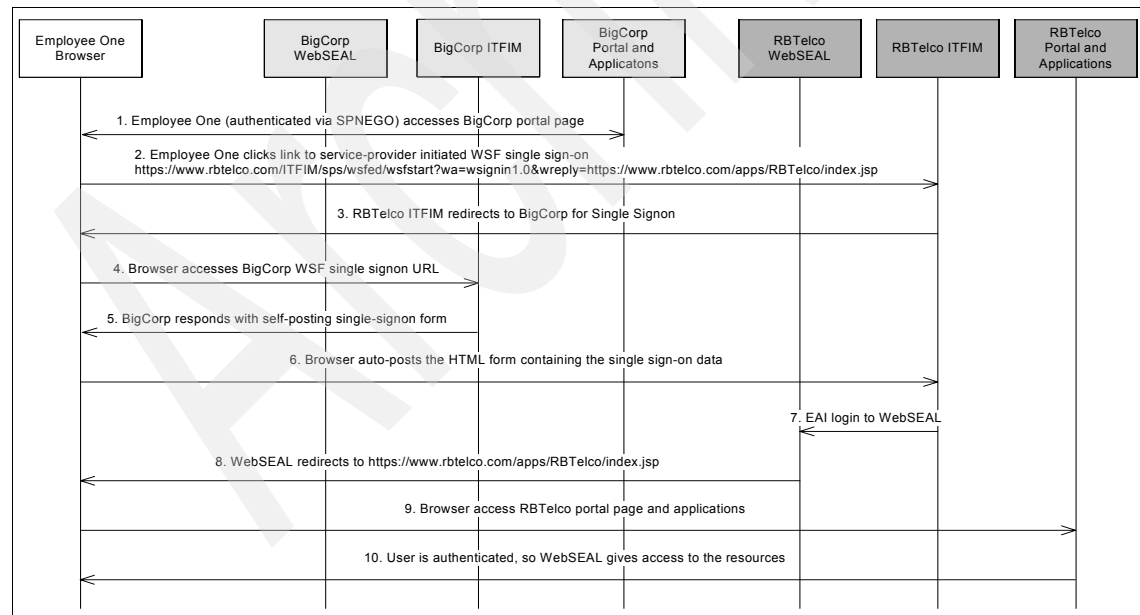 Employee One
Browser
BigCorp
WebSEAL
BigCorp ITFIM
BigCorp
Portal and
Applicatons
RBTelco
WebSEAL
RBTelco ITFIM
RBTelco
Portal and
Applications
1. Employee One (authenticated via SPNEGO) accesses BigCorp portal page
2. Employee One clicks link to service-provider initiated WSF single sign-on
https://www.rbtelco.com/ITFIM/sps/wsfed/wsfstart?wa=wsignin1.0&wreply=https://www.rbtelco.com/apps/RBTelco/index.jsp
3. RBTelco ITFIM redirects to BigCorp for Single Signon
4. Browser accesses BigCorp WSF single signon URL
5. BigCorp responds with self-posting single-signon form
6. Browser auto-posts the HTML form containing the single sign-on data
7. EAI login to WebSEAL
8. WebSEAL redirects to https://www.rbtelco.com/apps/RBTelco/index.jsp
9. Browser access RBTelco portal page and applications
10. User is authenticated, so WebSEAL gives access to the resources